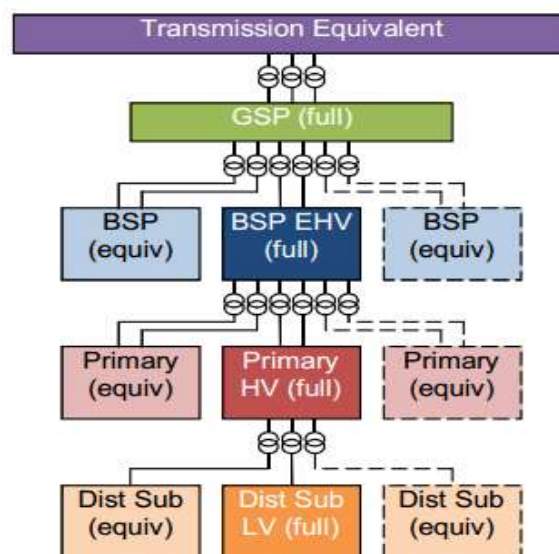 Transmission Equivalent
GSP (full)
BSP
(equiv)
BSP EHV
(full)
BSP
(equiv)
Primary
(equiv)
Primary
HV (full)
Primary
(equiv)
Dist Sub
(equiv)
Dist Sub
LV (full)
Dist Sub
(equiv)